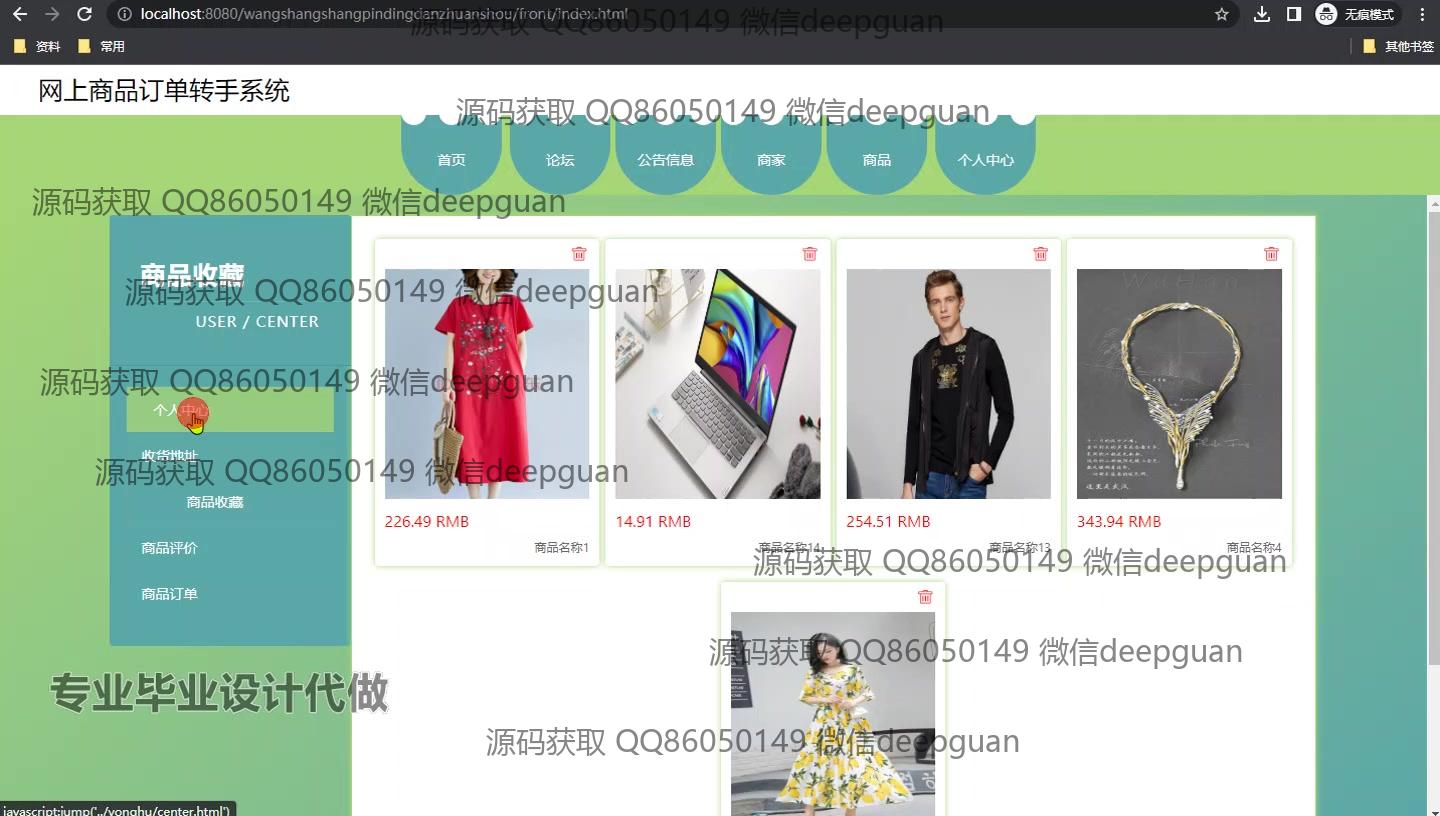 localhost:8080/wangshangshangpindingdanzhuanshou/front/index.html
无痕模式
资料
常用
其他书签
网上商品订单转手系统
首页
论坛
公告信息
商家
商品
个人中心
商品收藏
USER / CENTER
个人中心
收货地址
商品收藏
商品评价
商品订单
226.49 RMB
商品名称1
14.91 RMB
商品名称14
254.51 RMB
商品名称13
343.94 RMB
商品名称4
源码获取 QQ86050149 微信deepguan
源码获取 QQ86050149 微信deepguan
源码获取 QQ86050149 微信deepguan
源码获取 QQ86050149 微信deepguan
源码获取 QQ86050149 微信deepguan
源码获取 QQ86050149 微信deepguan
源码获取 QQ86050149 微信deepguan
源码获取 QQ86050149 微信deepguan
源码获取 QQ86050149 微信deepguan
专业毕业设计代做
javascript:jump('../yonghu/center.html')